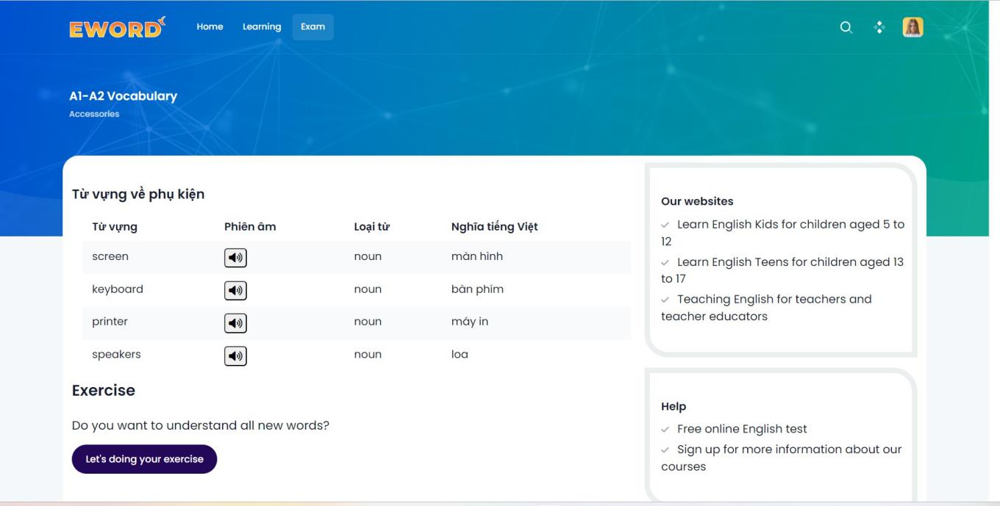 EWORD
Home Learning Exam
A1-A2 Vocabulary
Accessories
Từ vựng về phụ kiện
Từ vựng Phiên âm Loại từ Nghĩa tiếng Việt
screen noun màn hình
keyboard noun bàn phím
printer noun máy in
speakers noun loa
Exercise
Do you want to understand all new words?
Let's doing your exercise
Our websites
Learn English Kids for children aged 5 to
12
Learn English Teens for children aged 13
to 17
Teaching English for teachers and
teacher educators
Help
Free online English test
Sign up for more information about our
courses